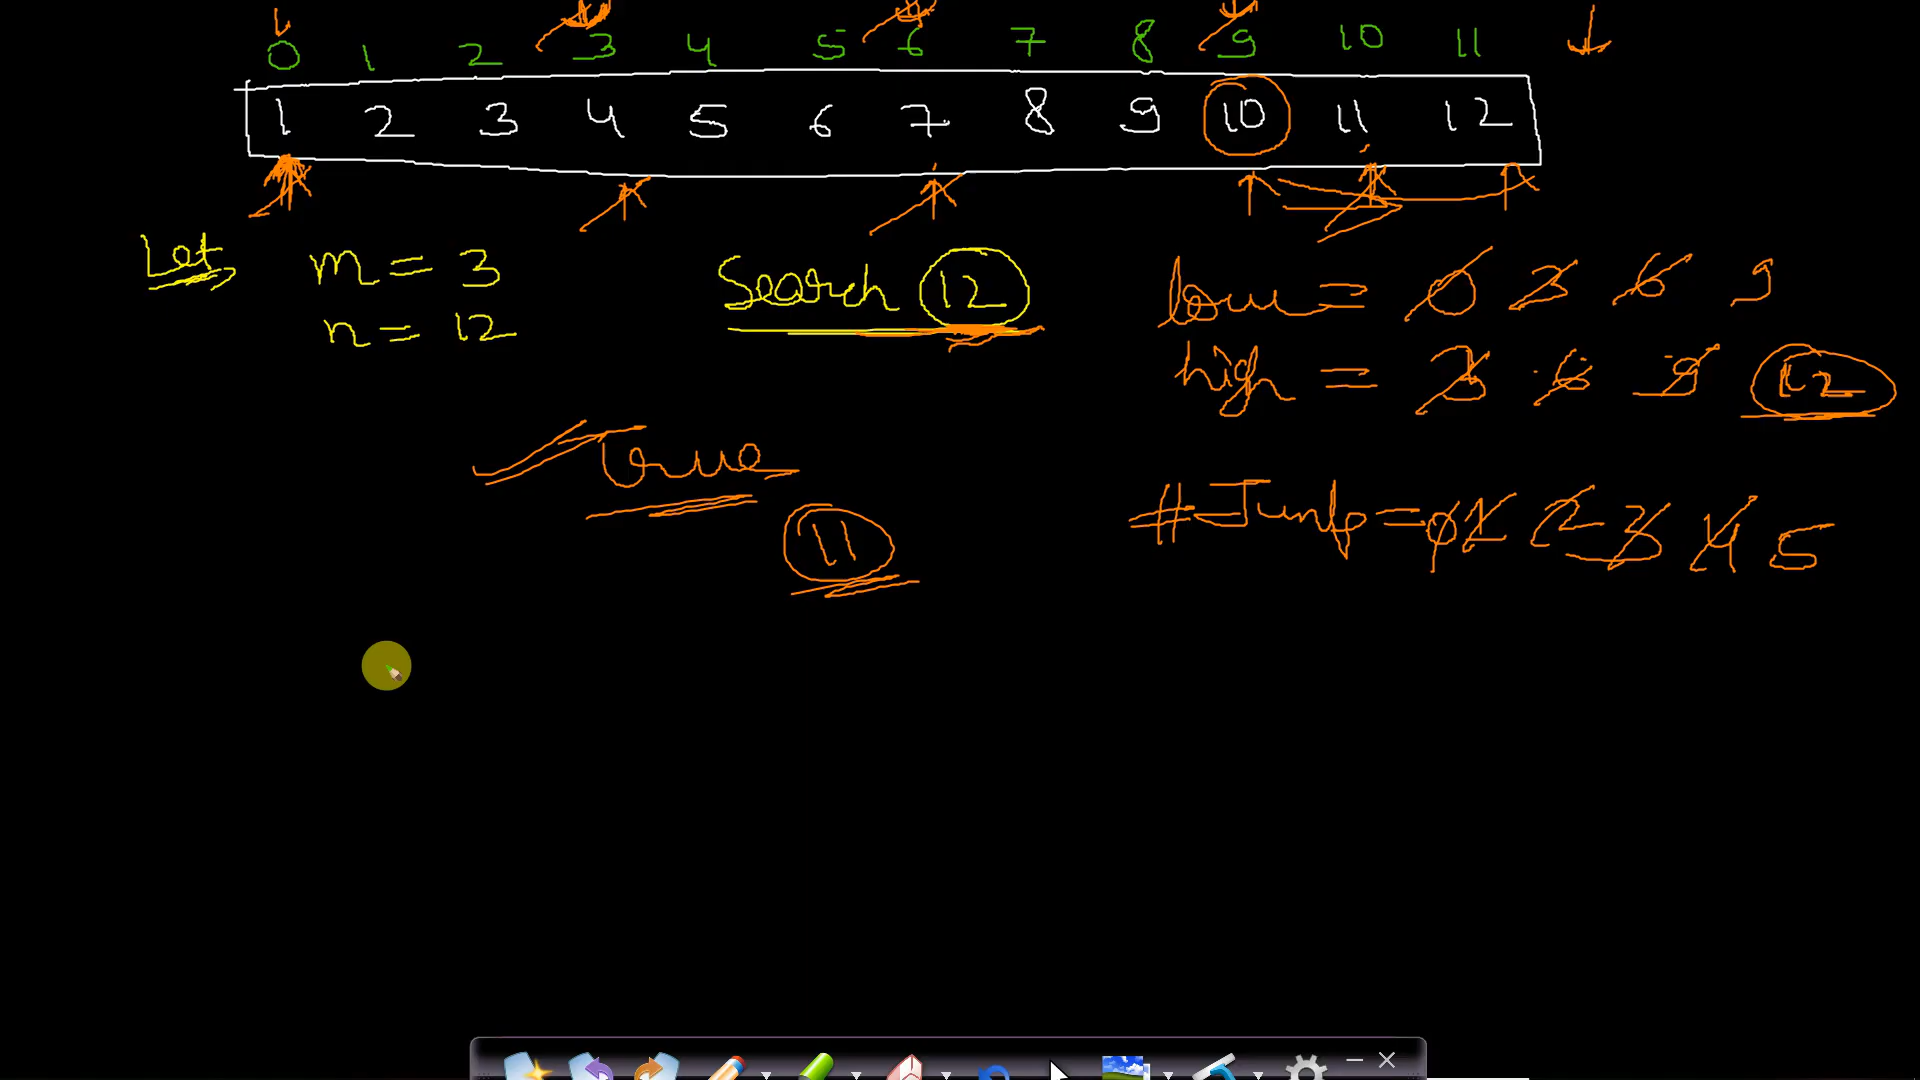 0 1 2 3 4 5 6 7 8 9 10 11
1 2 3 4 5 6 7 8 9 10 11 12
Let m = 3
n = 12
Search 12
low = 0 3 6 9
high = 3 6 9 12
True
11
#Jump = 0 1 2 3 4 5